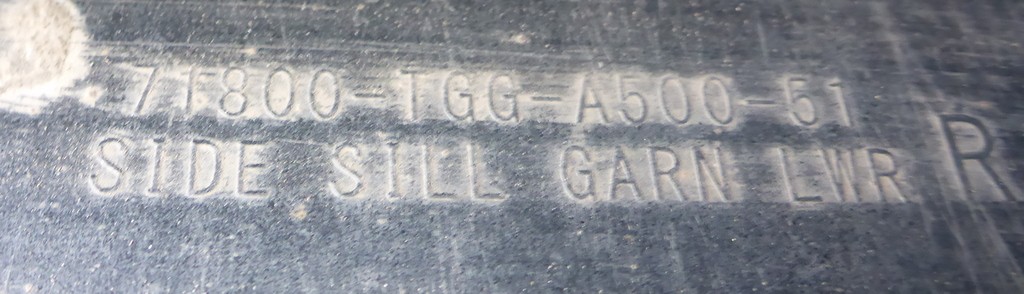 71800-TGG-A500-51
SIDE SILL GARN LWR R